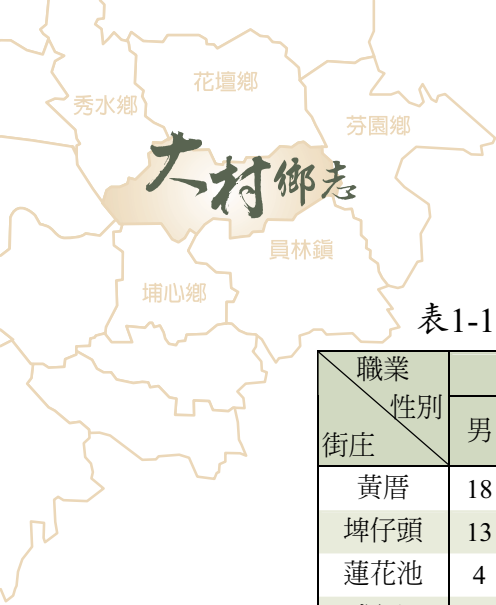 花壇鄉
秀水鄉
芬園鄉
大村鄉志
員林鎮
埔心鄉
表1-1
職業
性別
街庄
男
黃厝 18
埤仔頭 13
蓮花池 4